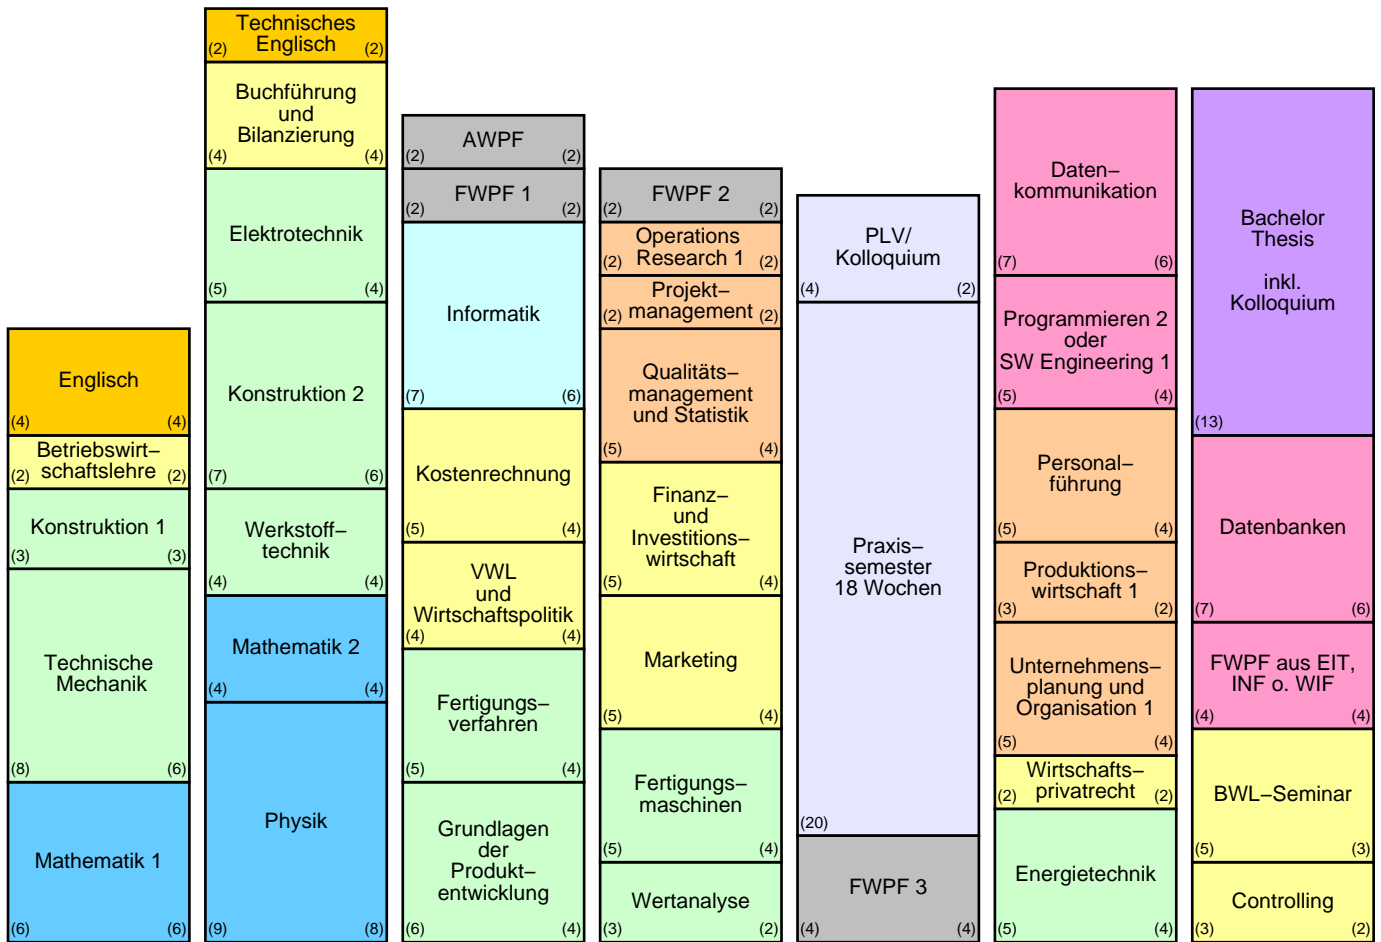 Englisch
(4) (4)
Betriebswirt–
(2) schaftslehre (2)
Konstruktion 1
(3) (3)
Technische
Mechanik
(8) (6)
Mathematik 1
(6) (6)
Technisches
(2) Englisch (2)
Buchführung
und
Bilanzierung
(4) (4)
Elektrotechnik
(5) (4)
Konstruktion 2
(7) (6)
Werkstoff–
technik
(4) (4)
Mathematik 2
(4) (4)
Physik
(9) (8)
AWPF
(2) (2)
FWPF 1
(2) (2)
Informatik
(7) (6)
Kostenrechnung
(5) (4)
VWL
und
Wirtschaftspolitik
(4) (4)
Fertigungs–
verfahren
(5) (4)
Grundlagen
der
Produkt–
entwicklung
(6) (4)
FWPF 2
(2) (2)
Operations
(2) Research 1 (2)
Projekt–
(2) management (2)
Qualitäts–
management
und Statistik
(5) (4)
Finanz–
und
Investitions–
wirtschaft
(5) (4)
Marketing
(5) (4)
Fertigungs–
maschinen
(5) (4)
Wertanalyse
(3) (2)
PLV/
Kolloquium
(4) (2)
Praxis–
semester
18 Wochen
(20)
FWPF 3
(4) (4)
Daten–
kommunikation
(7) (6)
Programmieren 2
oder
SW Engineering 1
(5) (4)
Personal–
führung
(5) (4)
Produktions–
wirtschaft 1
(3) (2)
Unternehmens–
planung und
Organisation 1
(5) (4)
Wirtschafts–
(2) privatrecht (2)
Energietechnik
(5) (4)
Bachelor
Thesis
inkl.
Kolloquium
(13)
Datenbanken
(7) (6)
FWPF aus EIT,
INF o. WIF
(4) (4)
BWL–Seminar
(5) (3)
Controlling
(3) (2)